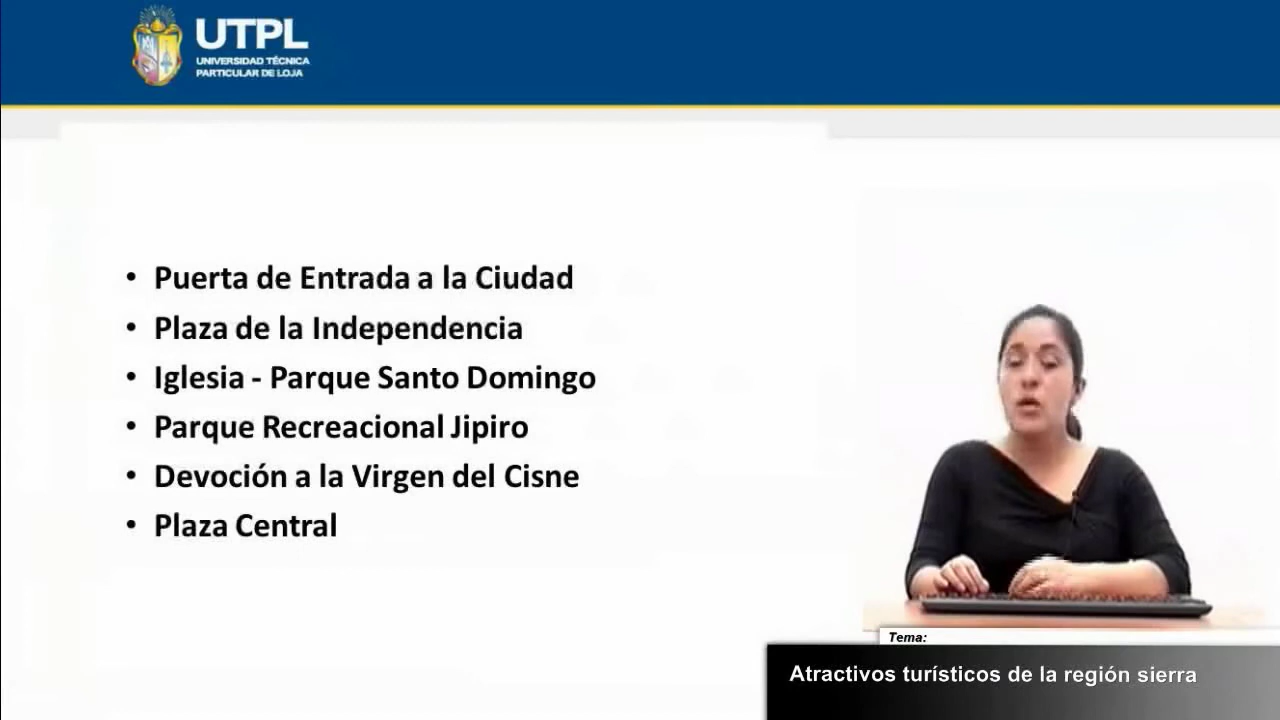 UTPL
UNIVERSIDAD TÉCNICA
PARTICULAR DE LOJA
• Puerta de Entrada a la Ciudad
• Plaza de la Independencia
• Iglesia - Parque Santo Domingo
• Parque Recreacional Jipiro
• Devoción a la Virgen del Cisne
• Plaza Central
Tema:
Atractivos turísticos de la región sierra